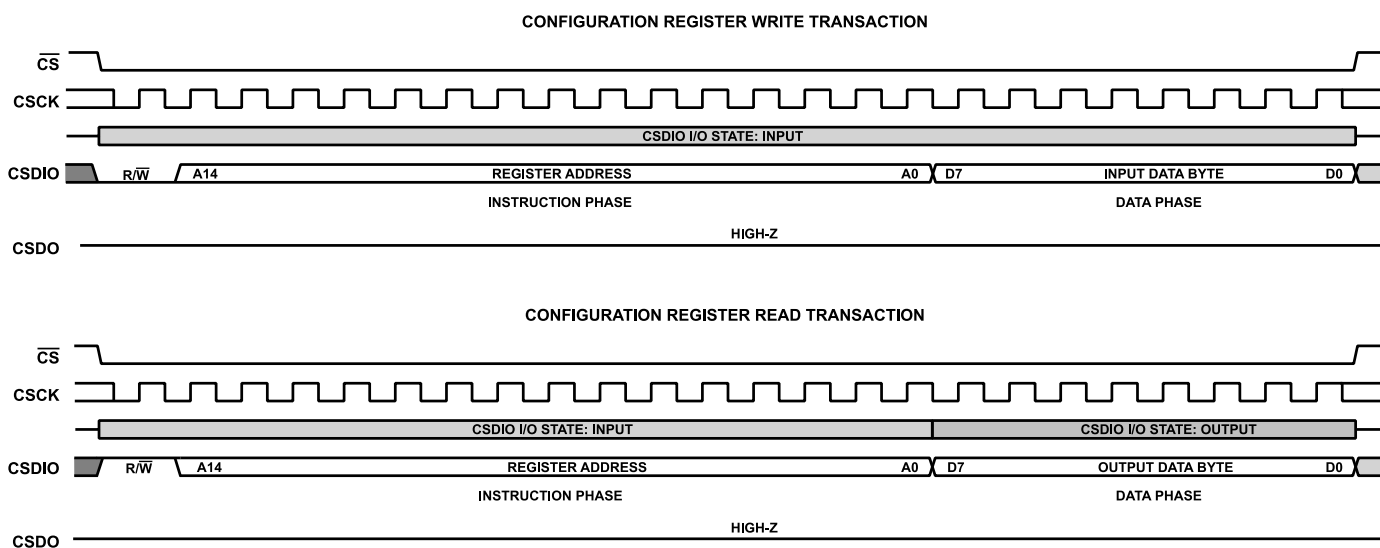 CONFIGURATION REGISTER WRITE TRANSACTION
CS
CSCK
CSDIO I/O STATE: INPUT
CSDIO R/W A14 REGISTER ADDRESS A0 D7 INPUT DATA BYTE D0
INSTRUCTION PHASE DATA PHASE
HIGH-Z
CSDO
CONFIGURATION REGISTER READ TRANSACTION
CS
CSCK
CSDIO I/O STATE: INPUT CSDIO I/O STATE: OUTPUT
CSDIO R/W A14 REGISTER ADDRESS A0 D7 OUTPUT DATA BYTE D0
INSTRUCTION PHASE DATA PHASE
HIGH-Z
CSDO